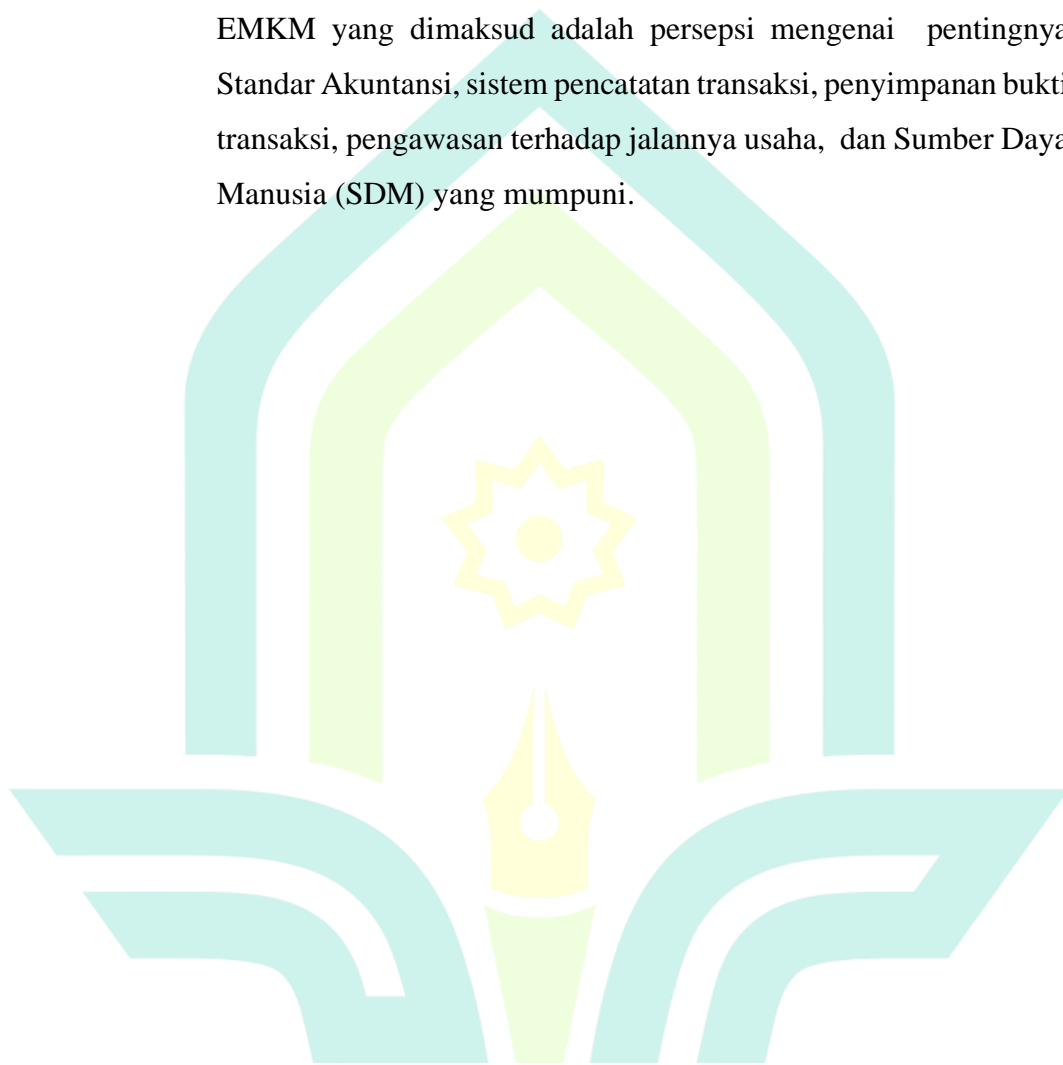 EMKM yang dimaksud adalah persepsi mengenai pentingnya
Standar Akuntansi, sistem pencatatan transaksi, penyimpanan bukti
transaksi, pengawasan terhadap jalannya usaha, dan Sumber Daya
Manusia (SDM) yang mumpuni.